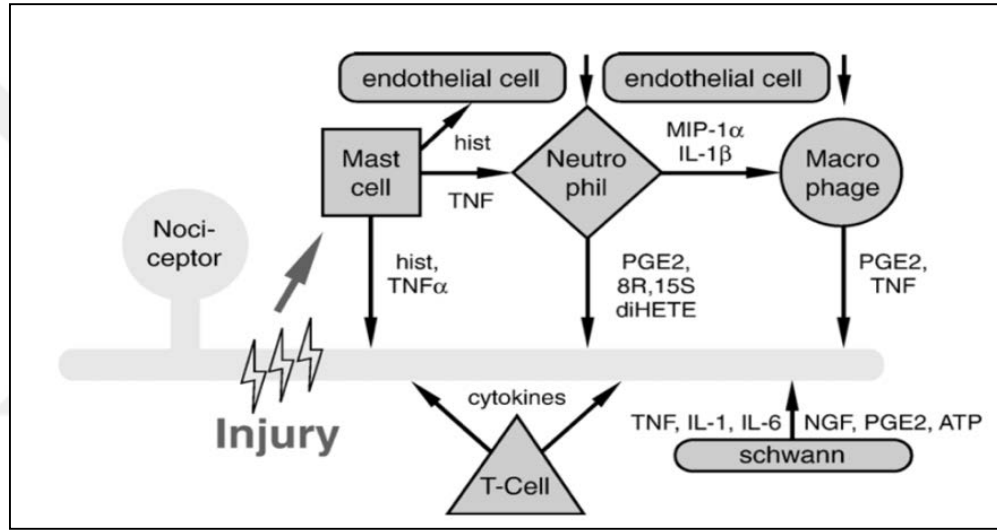 endothelial cell
endothelial cell
hist
MIP-1α
IL-1β
Mast
cell
Neutro
phil
Macro
phage
TNF
Noci-
ceptor
hist,
TNFα
PGE2,
8R,15S
diHETE
PGE2,
TNF
cytokines
Injury
TNF, IL-1, IL-6
NGF, PGE2, ATP
schwann
T-Cell